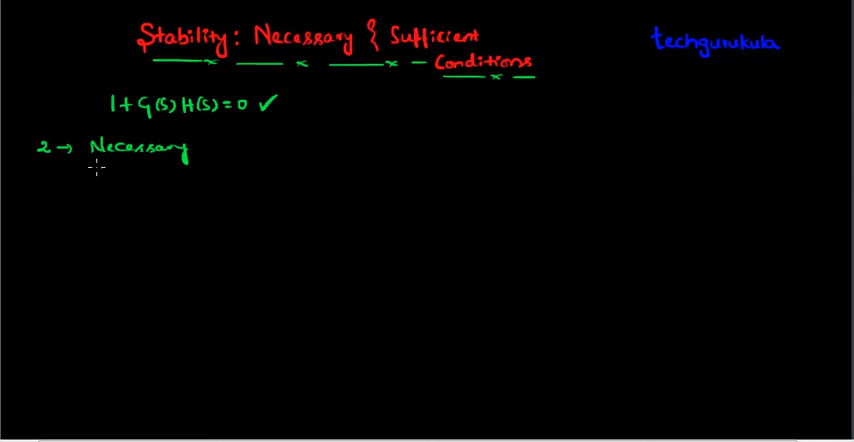 Stability: Necessary & Sufficient
Conditions
techgurukula
1+G(s)H(s)=0 ✓
2→ Necessary